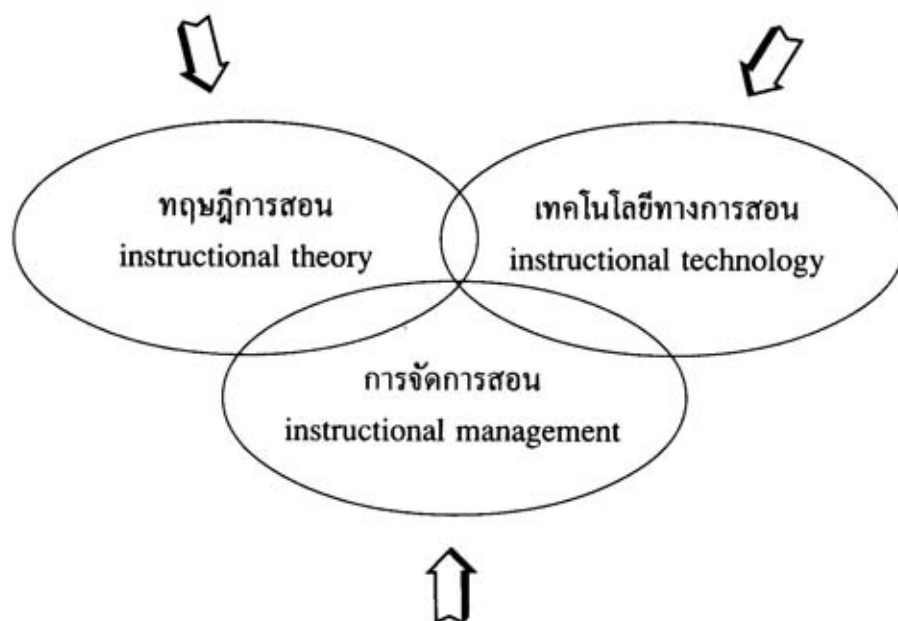 ทฤษฎีการสอน
instructional theory
เทคโนโลยีทางการสอน
instructional technology
การจัดการสอน
instructional management